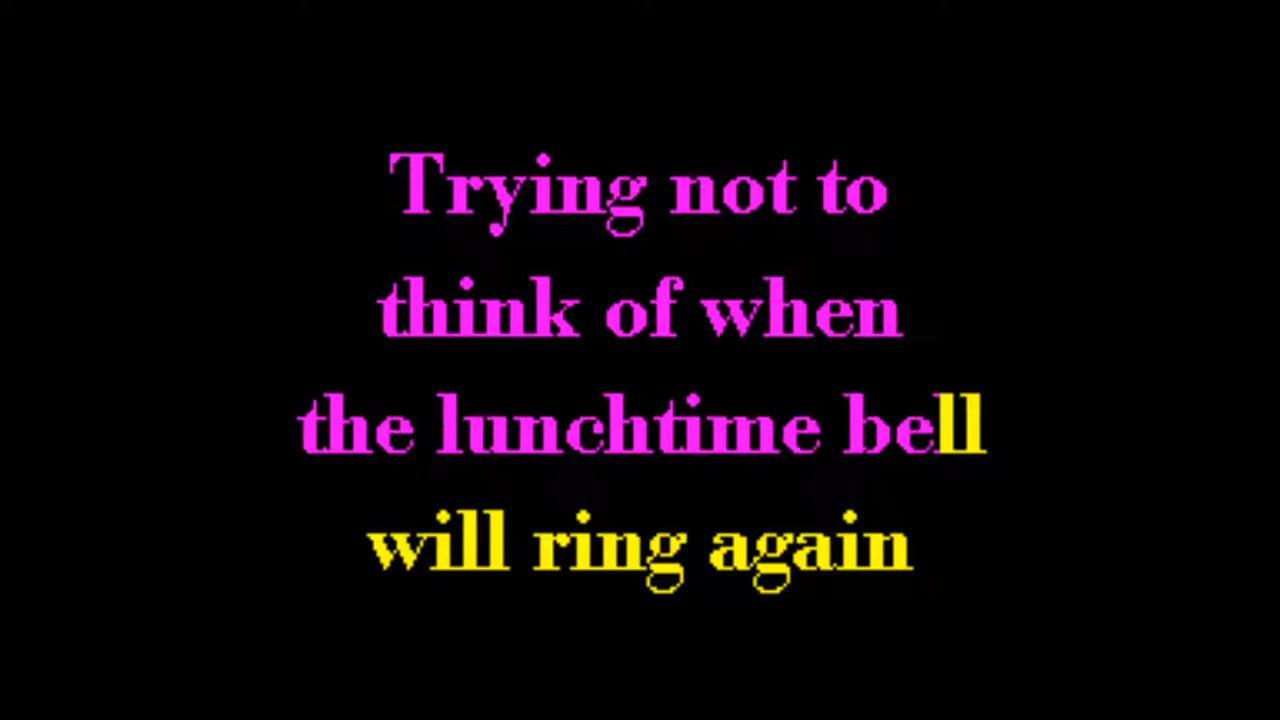 Trying not to
think of when
the lunchtime bell
will ring again